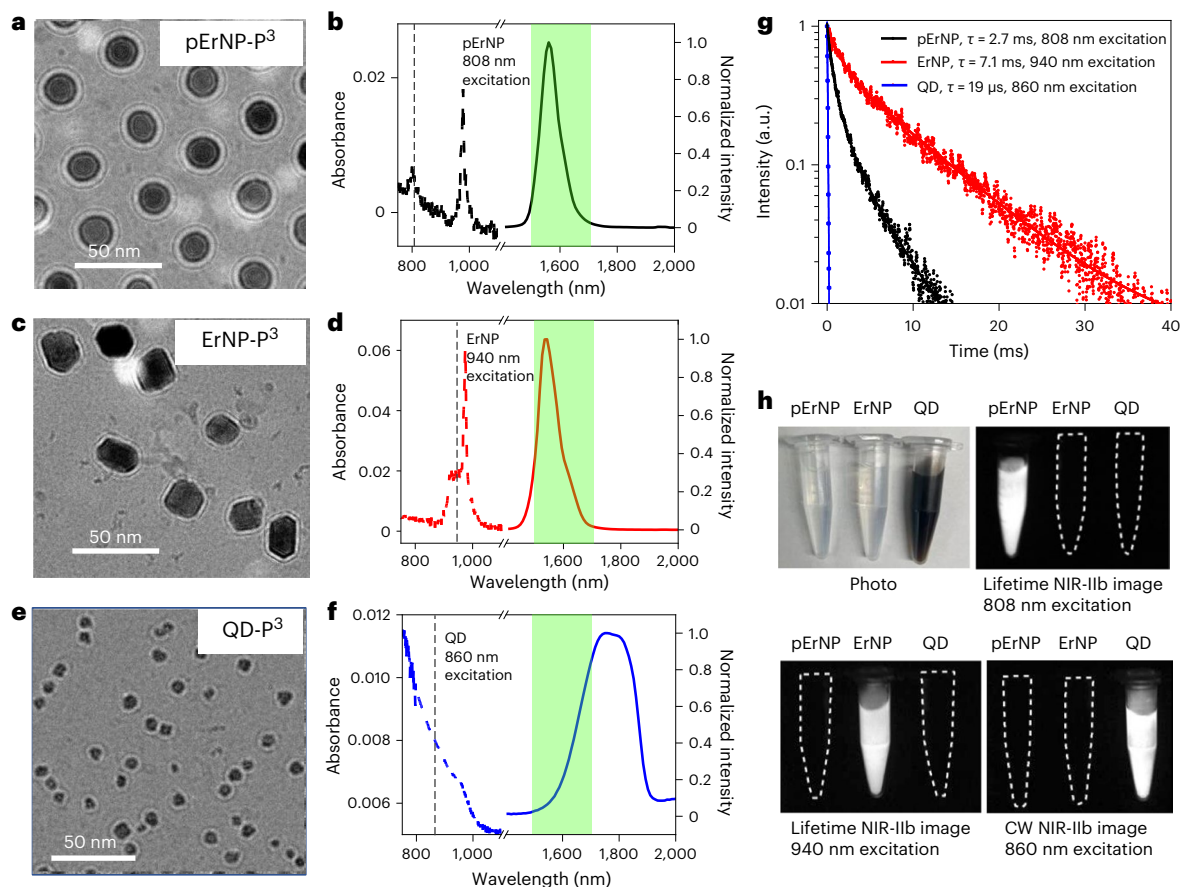 a
pErNP-P³
50 nm
b
pErNP
808 nm
excitation
Absorbance
0.02
0
800
1,000
1,600
2,000
Wavelength (nm)
Normalized intensity
1.0
0.8
0.6
0.4
0.2
0
c
ErNP-P³
50 nm
d
ErNP
940 nm
excitation
Absorbance
0.06
0.04
0.02
0
800
1,000
1,600
2,000
Wavelength (nm)
Normalized intensity
1.0
0.8
0.6
0.4
0.2
0
e
QD-P³
50 nm
f
QD
860 nm
excitation
Absorbance
0.012
0.010
0.008
0.006
800
1,000
1,600
2,000
Wavelength (nm)
Normalized intensity
1.0
0.8
0.6
0.4
0.2
0
g
pErNP, τ = 2.7 ms, 808 nm excitation
ErNP, τ = 7.1 ms, 940 nm excitation
QD, τ = 19 µs, 860 nm excitation
Intensity (a.u.)
1
0.1
0.01
0
10
20
30
40
Time (ms)
h
pErNP ErNP QD
Photo
pErNP ErNP QD
Lifetime NIR-IIb image
808 nm excitation
pErNP ErNP QD
Lifetime NIR-IIb image
940 nm excitation
pErNP ErNP QD
CW NIR-IIb image
860 nm excitation